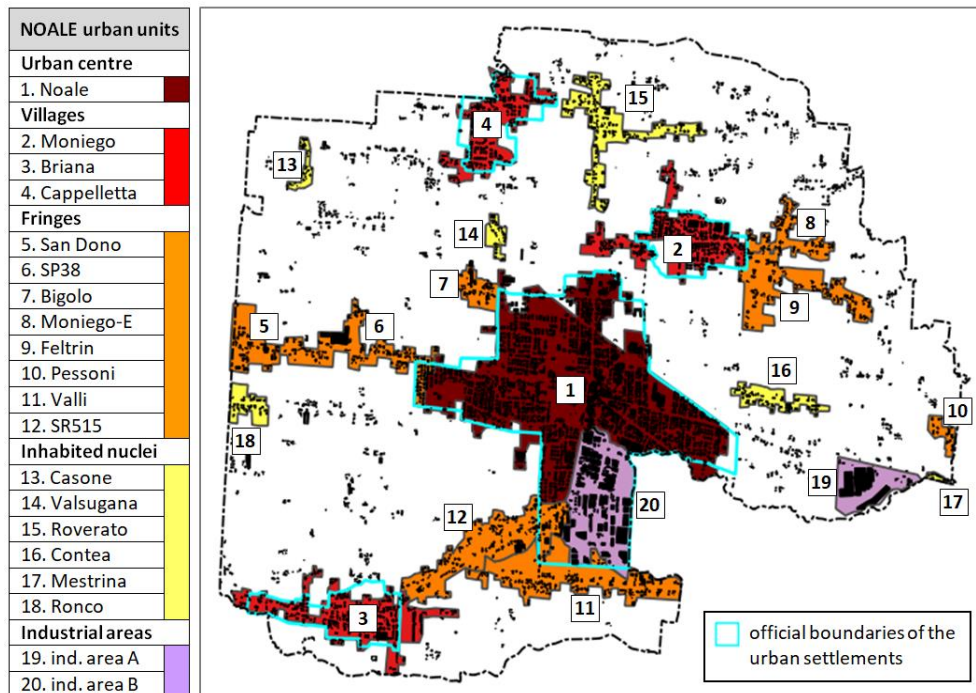 NOALE urban units
Urban centre
1. Noale
Villages
2. Moniego
3. Briana
4. Cappelletta
Fringes
5. San Dono
6. SP38
7. Bigolo
8. Moniego-E
9. Feltrin
10. Pessoni
11. Valli
12. SR515
Inhabited nuclei
13. Casone
14. Valsugana
15. Roverato
16. Contea
17. Mestrina
18. Ronco
Industrial areas
19. ind. area A
20. ind. area B
15
4
13
8
14
2
7
9
5
6
16
1
10
18
19
17
12
20
11
3
official boundaries of the
urban settlements